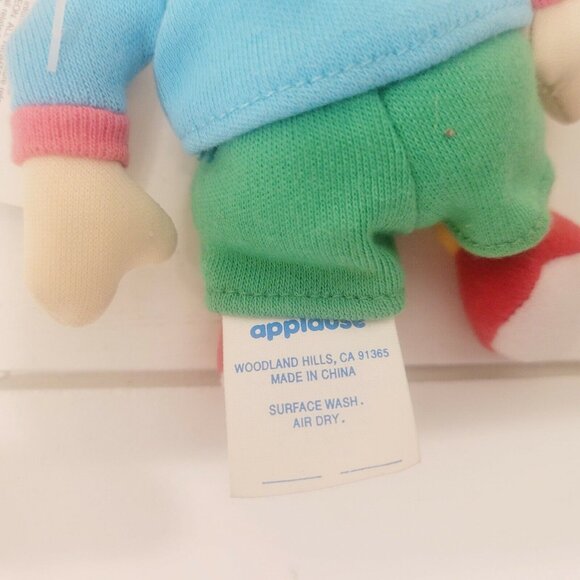 applause
WOODLAND HILLS, CA 91365
MADE IN CHINA
SURFACE WASH.
AIR DRY.